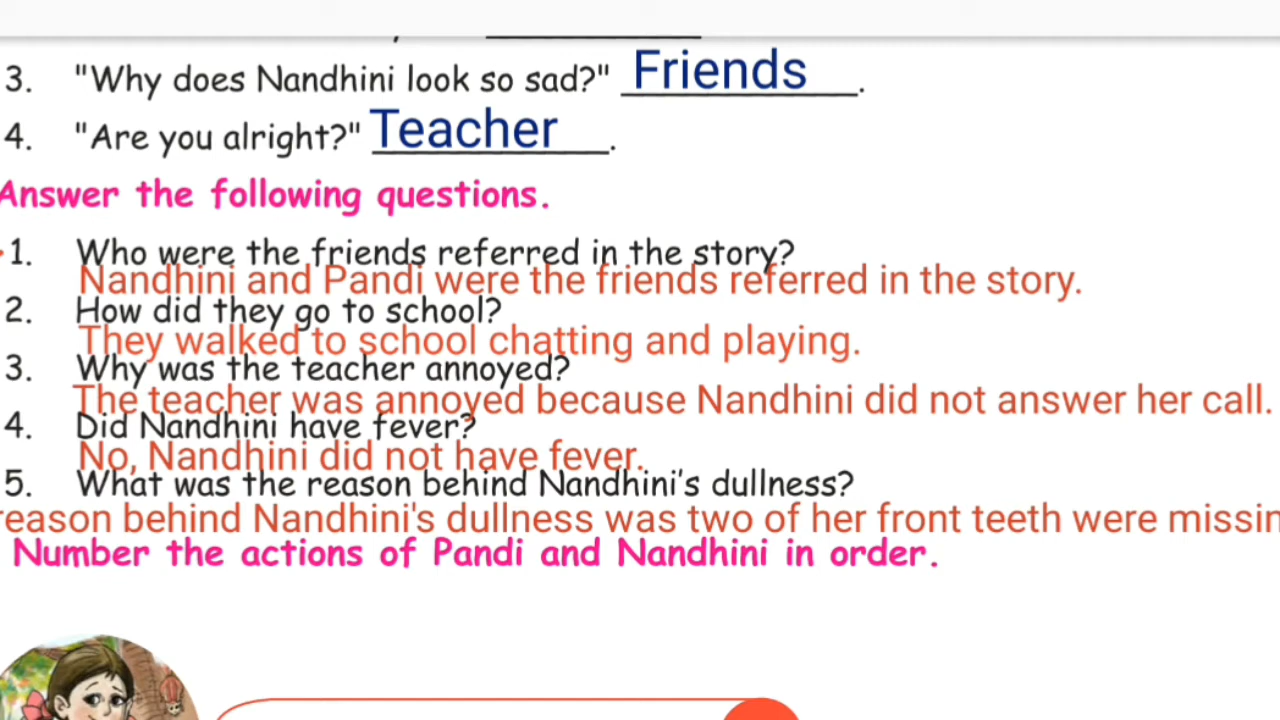 3. "Why does Nandhini look so sad?" Friends.
4. "Are you alright?" Teacher.
Answer the following questions.
1. Who were the friends referred in the story?
Nandhini and Pandi were the friends referred in the story.
2. How did they go to school?
They walked to school chatting and playing.
3. Why was the teacher annoyed?
The teacher was annoyed because Nandhini did not answer her call.
4. Did Nandhini have fever?
No, Nandhini did not have fever.
5. What was the reason behind Nandhini's dullness?
reason behind Nandhini's dullness was two of her front teeth were missin
Number the actions of Pandi and Nandhini in order.